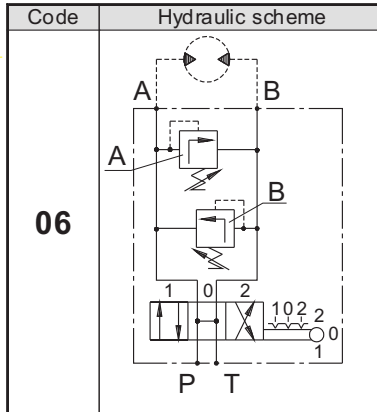 Code Hydraulic scheme
A B
A
B
06
1 0 2
1 0 2 2
0
1
P T